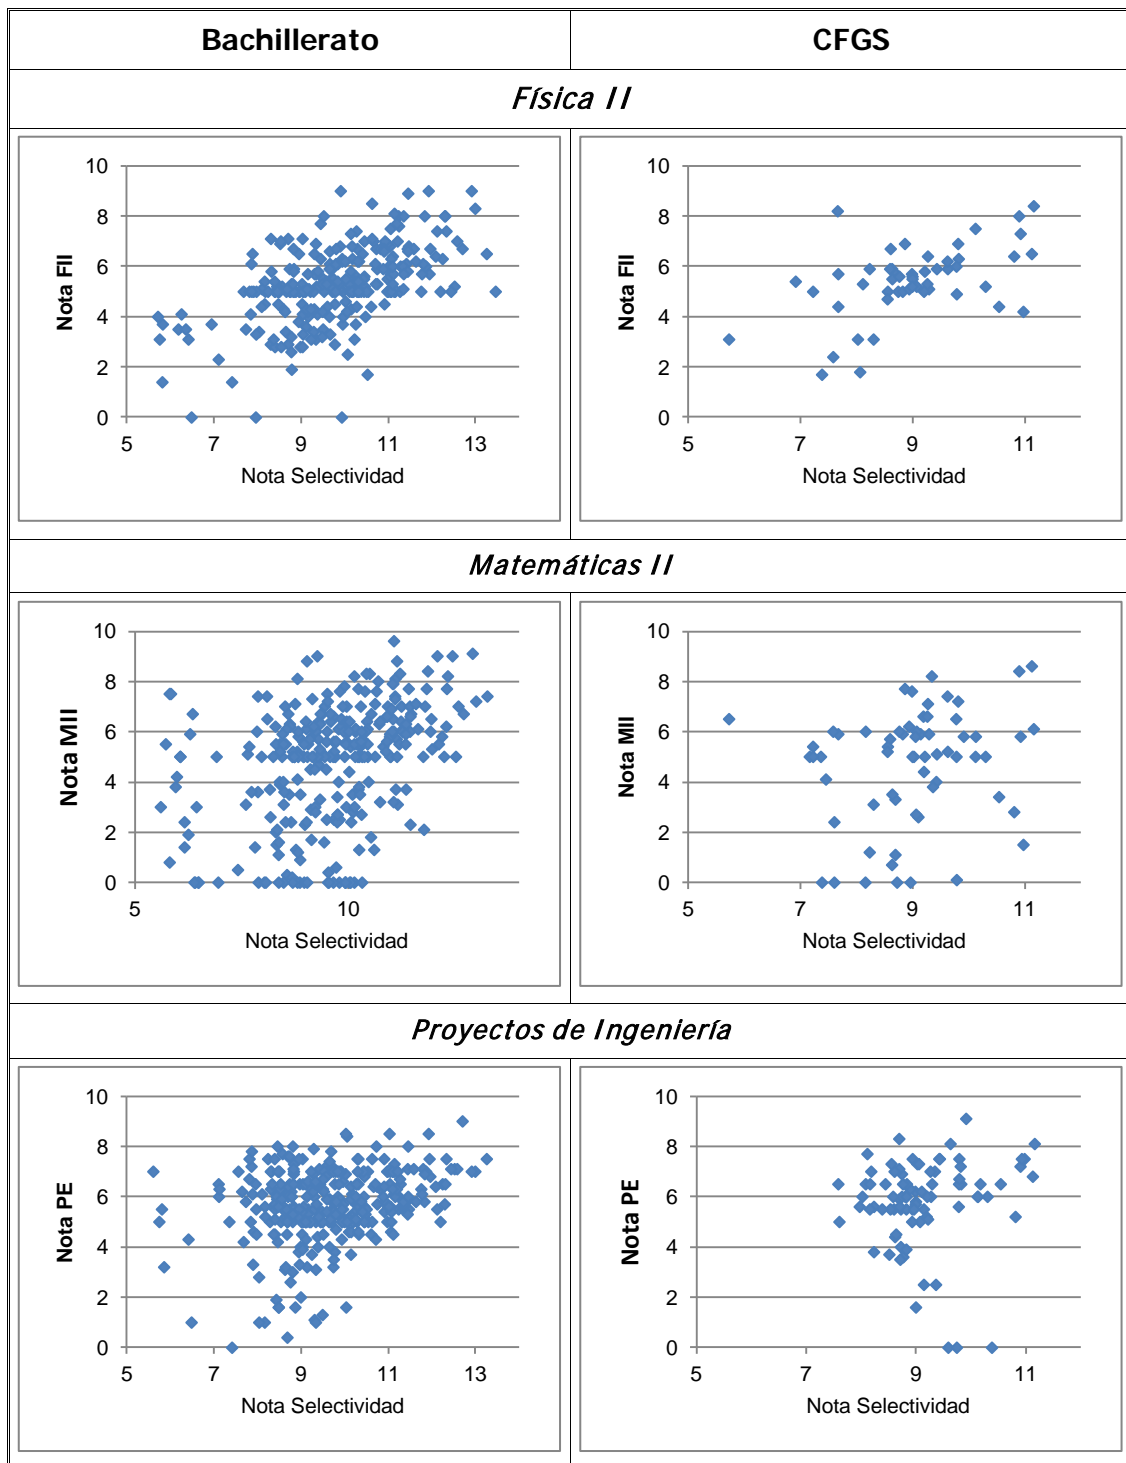 Bachillerato CFGS
Física II
10
8
6
4
2
0
5 7 9 11 13
Nota FII
Nota Selectividad
10
8
6
4
2
0
5 7 9 11
Nota FII
Nota Selectividad
Matemáticas II
10
8
6
4
2
0
5 10
Nota MII
Nota Selectividad
10
8
6
4
2
0
5 7 9 11
Nota MII
Nota Selectividad
Proyectos de Ingeniería
10
8
6
4
2
0
5 7 9 11 13
Nota PE
Nota Selectividad
10
8
6
4
2
0
5 7 9 11
Nota PE
Nota Selectividad